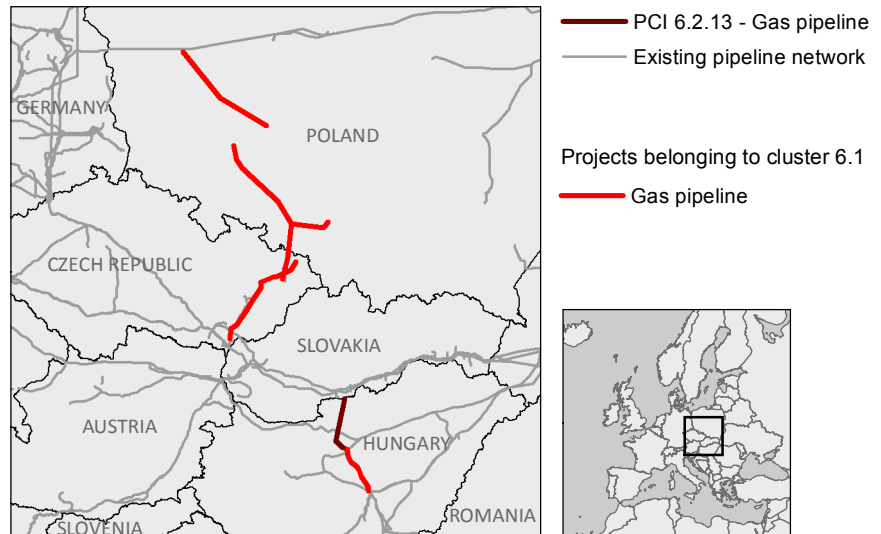 PCI 6.2.13 - Gas pipeline
Existing pipeline network
Projects belonging to cluster 6.1
Gas pipeline
GERMANY
POLAND
CZECH REPUBLIC
SLOVAKIA
AUSTRIA
HUNGARY
ROMANIA
SLOVENIA